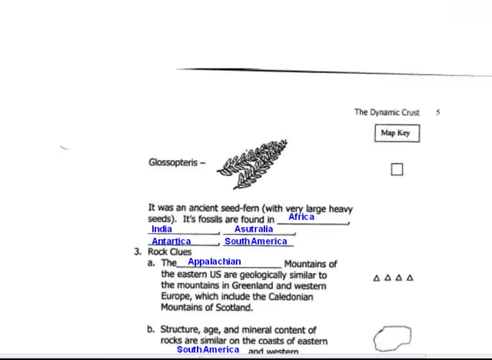 The Dynamic Crust 5
Map Key
Glossopteris –
It was an ancient seed-fern (with very large heavy
seeds). It's fossils are found in Africa,
India, Asutralia,
Antartica, South America
3. Rock Clues
a. The Appalachian Mountains of
the eastern US are geologically similar to
the mountains in Greenland and western
Europe, which include the Caledonian
Mountains of Scotland.
b. Structure, age, and mineral content of
rocks are similar on the coasts of eastern
South America and western